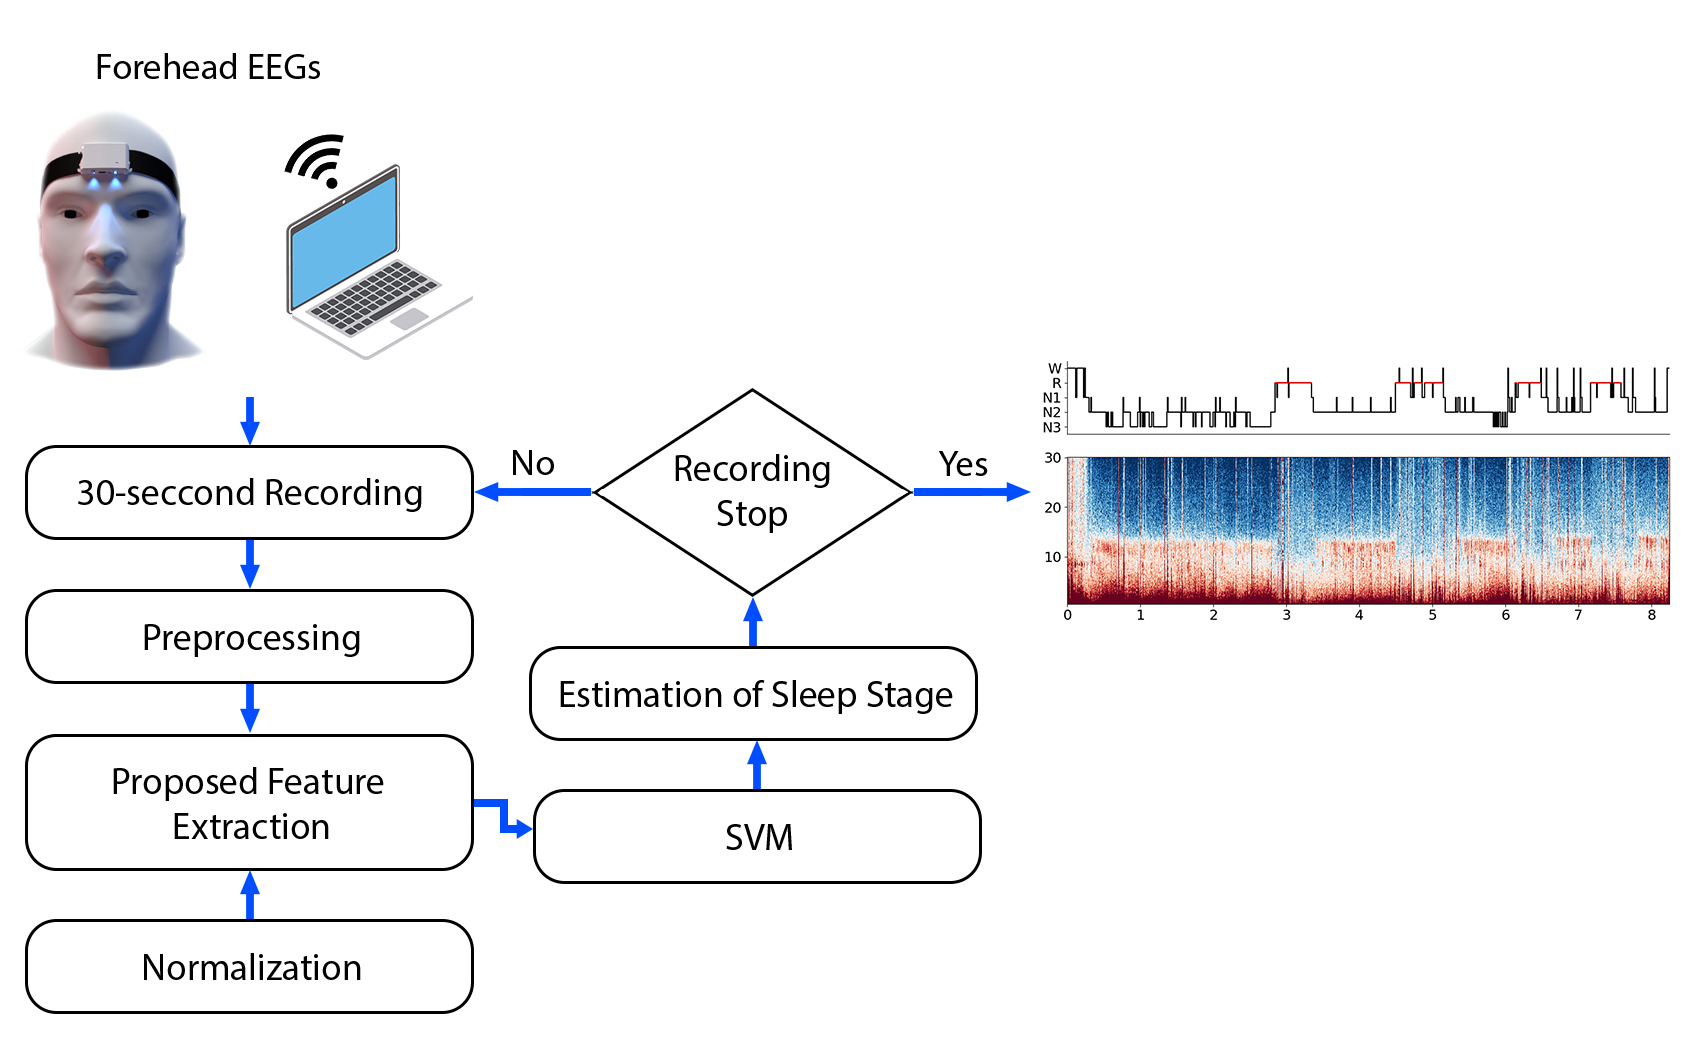 Forehead EEGs
30-seccond Recording
Preprocessing
Proposed Feature
Extraction
Normalization
SVM
Estimation of Sleep Stage
Recording
Stop
No
Yes
W
R
N1
N2
N3
30
20
10
0 1 2 3 4 5 6 7 8